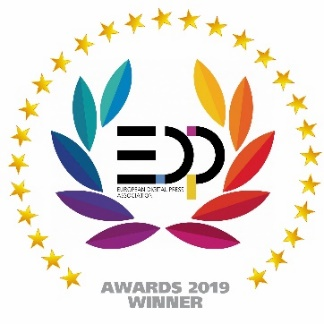 EDP
EUROPEAN DIGITAL PRESS
ASSOCIATION
AWARDS 2019
WINNER